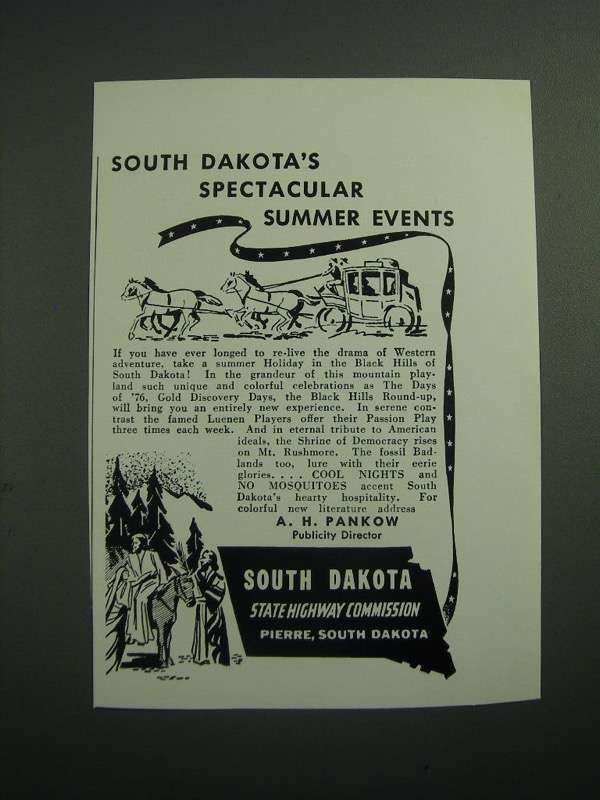 SOUTH DAKOTA'S
SPECTACULAR
SUMMER EVENTS
If you have ever longed to re-live the drama of Western
adventure, take a summer Holiday in the Black Hills of
South Dakota! In the grandeur of this mountain play-
land such unique and colorful celebrations as The Days
of '76, Gold Discovery Days, the Black Hills Round-up,
will bring you an entirely new experience. In serene con-
trast the famed Luenen Players offer their Passion Play
three times each week. And in eternal tribute to American
ideals, the Shrine of Democracy rises
on Mt. Rushmore. The fossil Bad-
lands too, lure with their eerie
glories. . . . COOL NIGHTS and
NO MOSQUITOES accent South
Dakota's hearty hospitality. For
colorful new literature address
A. H. PANKOW
Publicity Director
SOUTH DAKOTA
STATE HIGHWAY COMMISSION
PIERRE, SOUTH DAKOTA